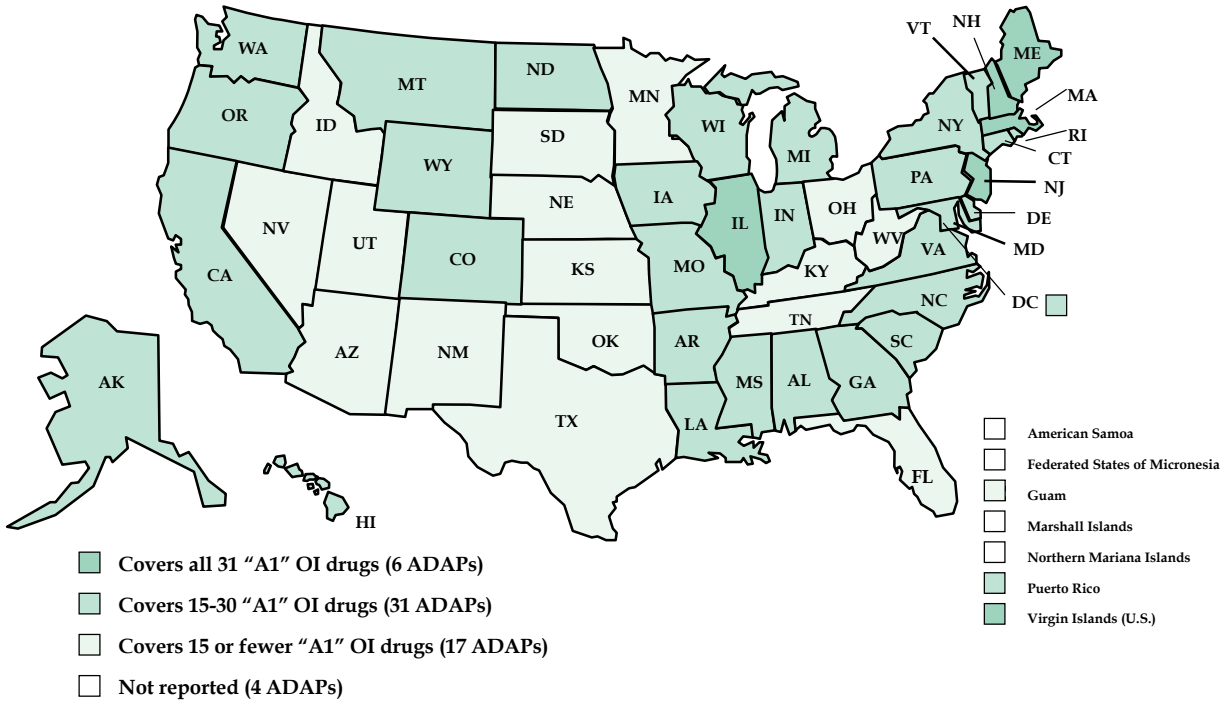 VT
NH
ME
WA
MT
ND
MN
MA
OR
ID
SD
WI
NY
RI
MI
CT
WY
PA
NJ
IA
NE
OH
IN
IL
DE
NV
UT
WV
VA
MD
CO
KS
MO
KY
CA
NC
DC
TN
OK
AR
SC
AZ
NM
AK
MS
AL
GA
TX
LA
FL
HI
American Samoa
Federated States of Micronesia
Guam
Marshall Islands
Northern Mariana Islands
Puerto Rico
Virgin Islands (U.S.)
Covers all 31 “A1” OI drugs (6 ADAPs)
Covers 15-30 “A1” OI drugs (31 ADAPs)
Covers 15 or fewer “A1” OI drugs (17 ADAPs)
Not reported (4 ADAPs)